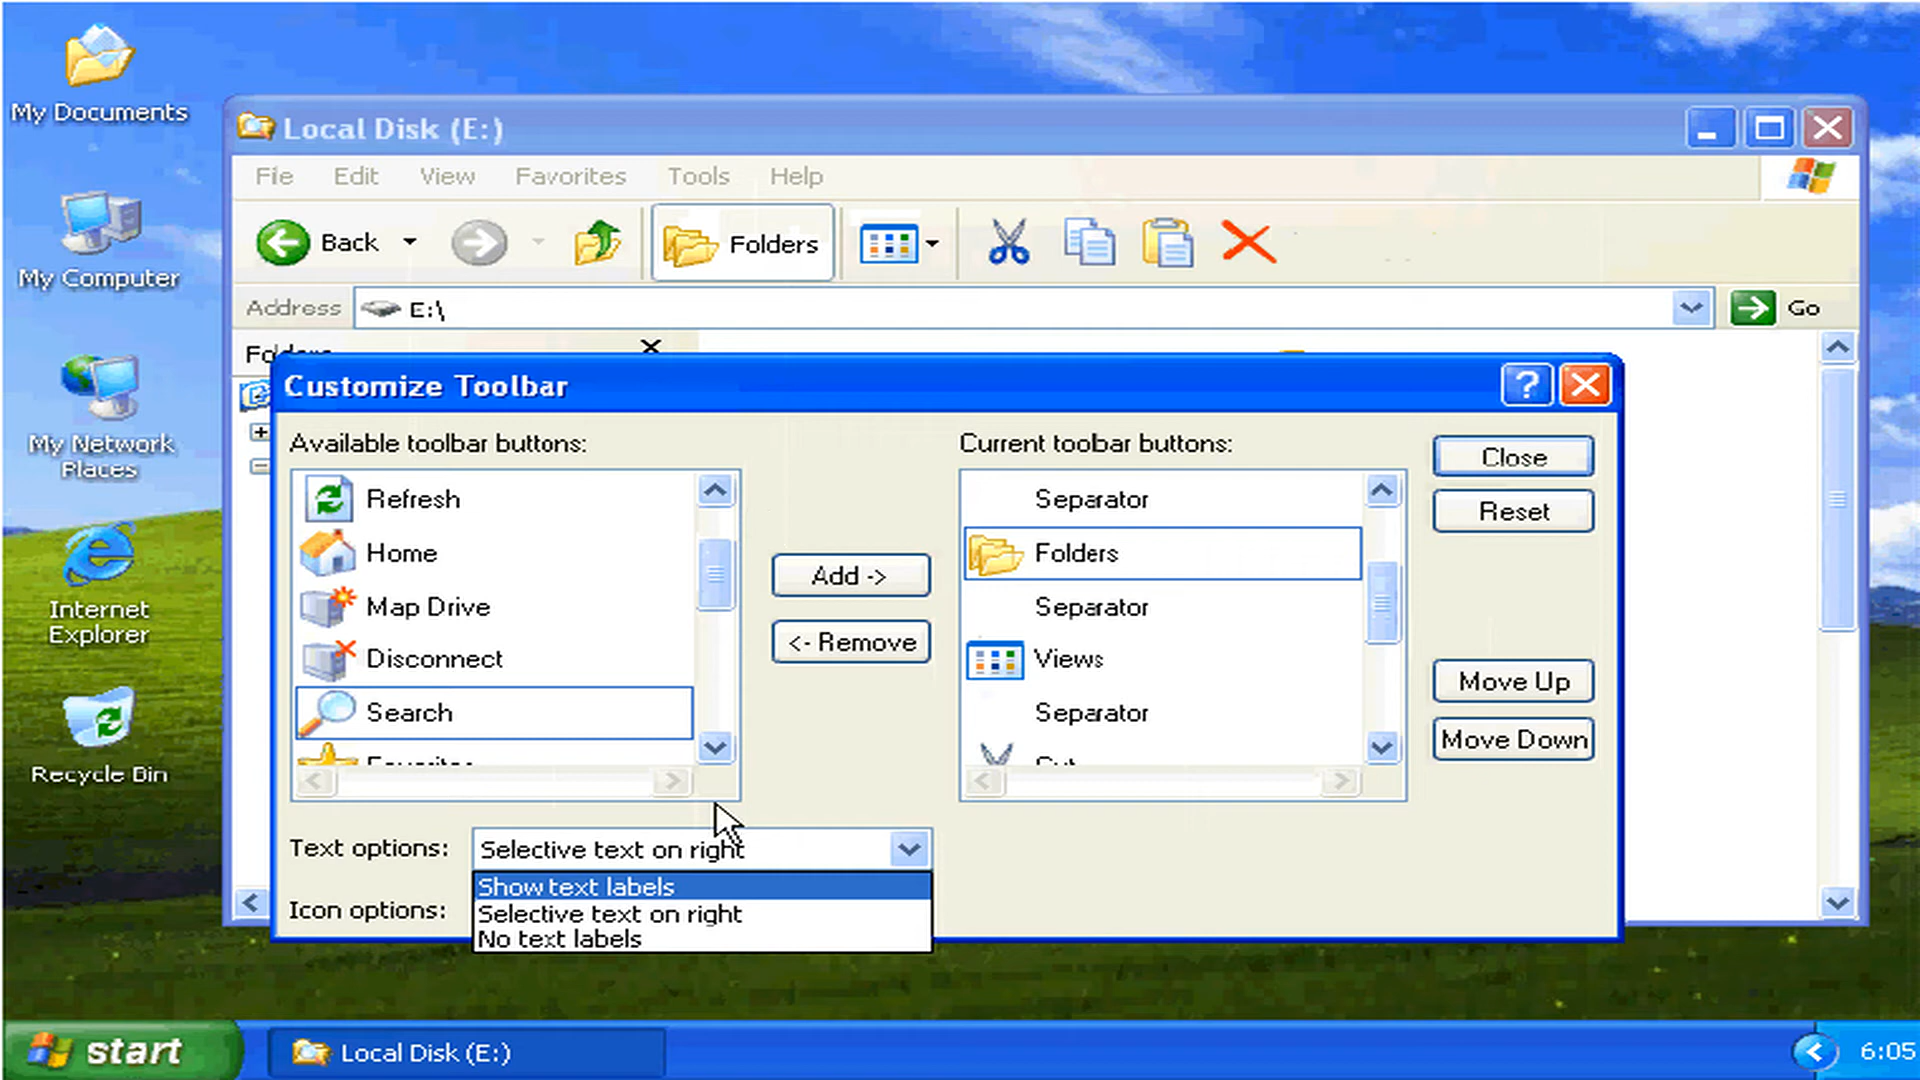 My Documents
My Computer
My Network
Places
Internet
Explorer
Recycle Bin
Local Disk (E:)
File Edit View Favorites Tools Help
Back Folders
Address E:\ Go
Customize Toolbar
Available toolbar buttons:
Refresh
Home
Map Drive
Disconnect
Search
Add ->
<- Remove
Current toolbar buttons:
Separator
Folders
Separator
Views
Separator
Close
Reset
Move Up
Move Down
Text options: Selective text on right
Show text labels
Selective text on right
No text labels
Icon options:
start Local Disk (E:) 6:05